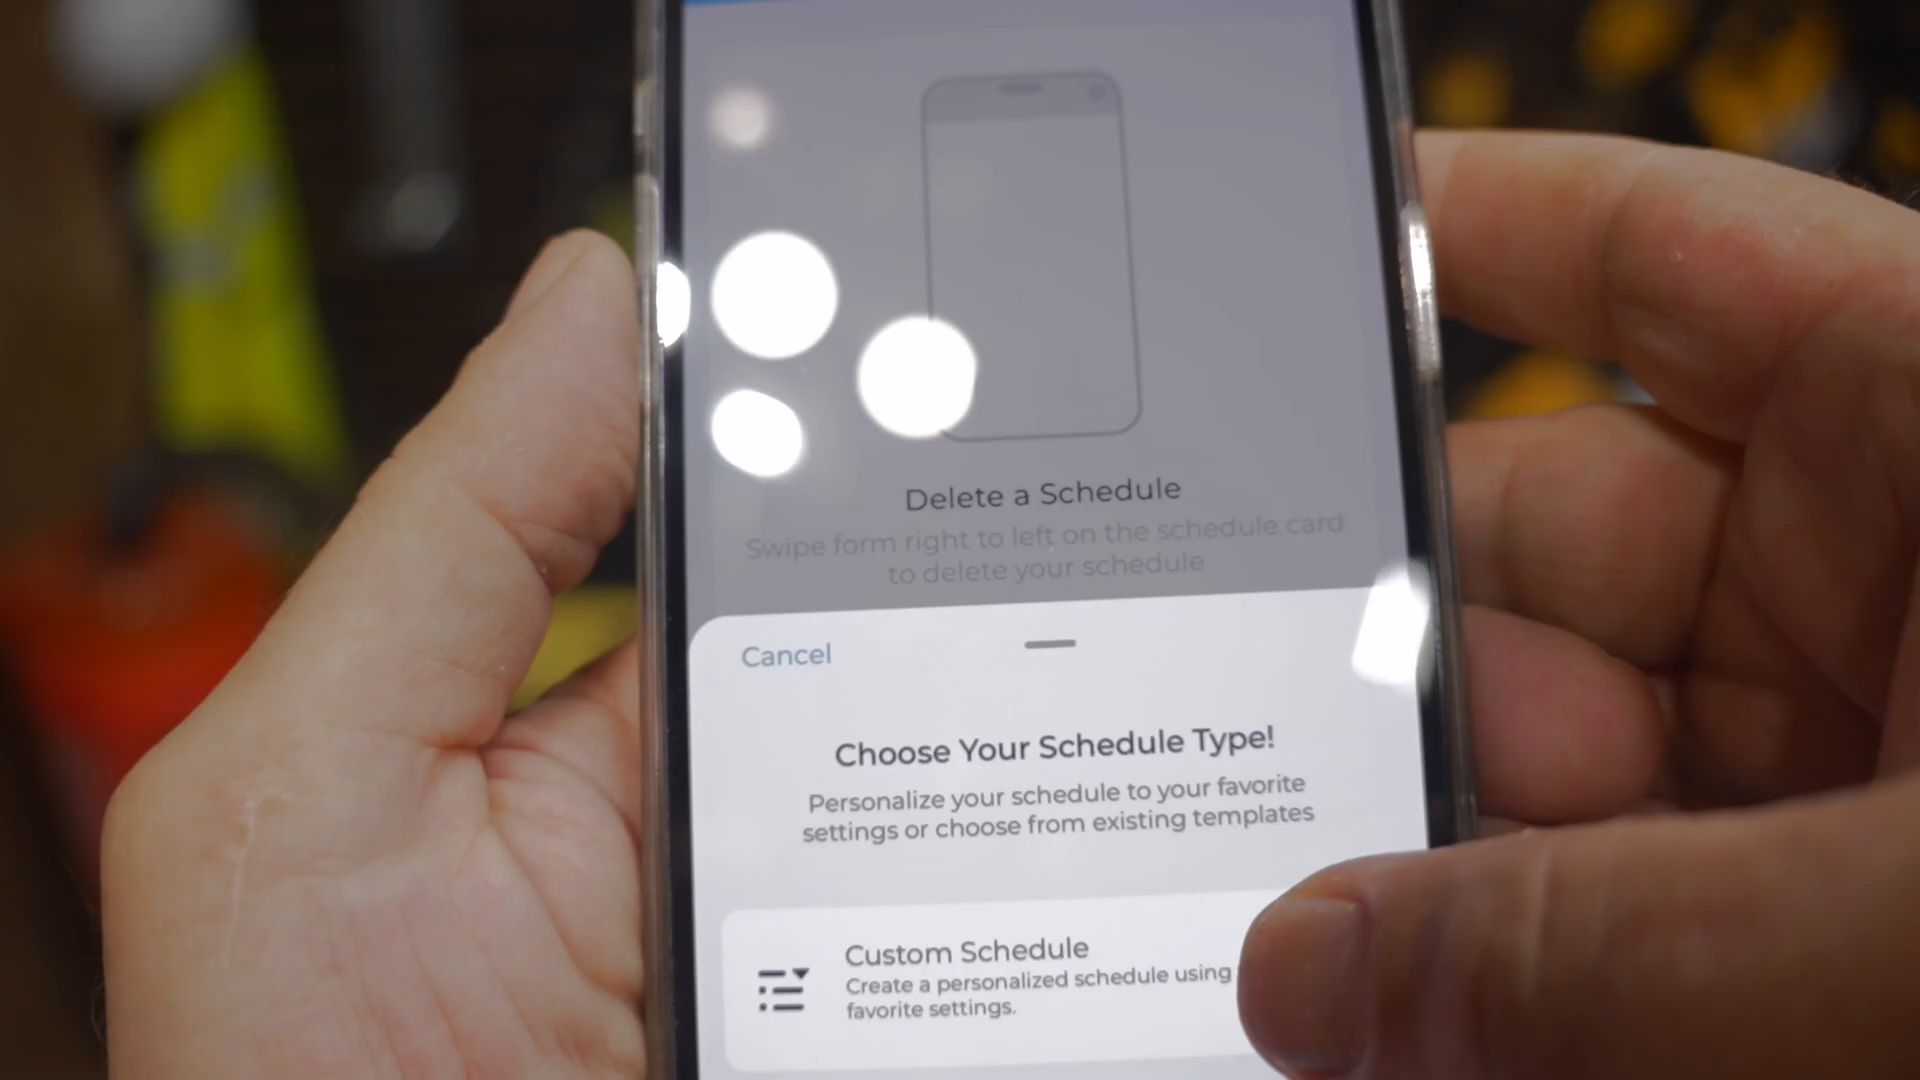 Delete a Schedule
Swipe form right to left on the schedule card
to delete your schedule
Cancel
Choose Your Schedule Type!
Personalize your schedule to your favorite
settings or choose from existing templates
Custom Schedule
Create a personalized schedule using
favorite settings.